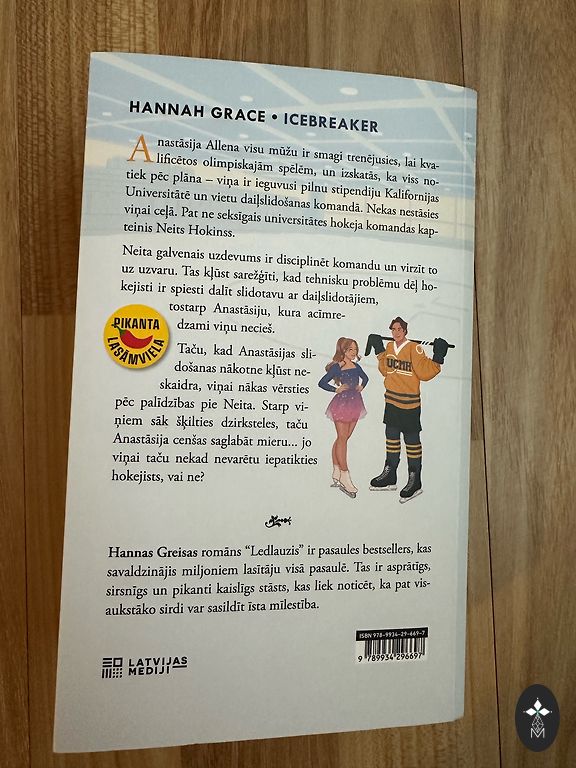 HANNAH GRACE • ICEBREAKER
Anastāsija Allena visu mūžu ir smagi trenējusies, lai kva-
lificētos olimpiskajām spēlēm, un izskatās, ka viss no-
tiek pēc plāna – viņa ir ieguvusi pilnu stipendiju Kalifornijas
Universitātē un vietu daiļslidošanas komandā. Nekas nestāsies
viņai ceļā. Pat ne seksīgais universitātes hokeja komandas kap-
teinis Neits Hokinss.
Neita galvenais uzdevums ir disciplinēt komandu un virzīt to
uz uzvaru. Tas kļūst sarežģīti, kad tehnisku problēmu dēļ ho-
kejisti ir spiesti dalīt slidotavu ar daiļslidotājiem,
tostarp Anastāsiju, kura acīmre-
dzami viņu necieš.
PIKANTA
LASĀMVIELA
Taču, kad Anastāsijas sli-
došanas nākotne kļūst ne-
skaidra, viņai nākas vērsties
pēc palīdzības pie Neita. Starp vi-
ņiem sāk šķilties dzirksteles, taču
Anastāsija cenšas saglabāt mieru... jo
viņai taču nekad nevarētu iepatikties
hokejists, vai ne?
UCMH
Hannas Greisas romāns “Ledlauzis” ir pasaules bestsellers, kas
savaldzinājis miljoniem lasītāju visā pasaulē. Tas ir asprātīgs,
sirsnīgs un pikanti kaislīgs stāsts, kas liek noticēt, ka pat vis-
aukstāko sirdi var sasildīt īsta mīlestība.
ISBN 978-9934-29-669-7
9 789934 296697
LATVIJAS
MEDIJI
M